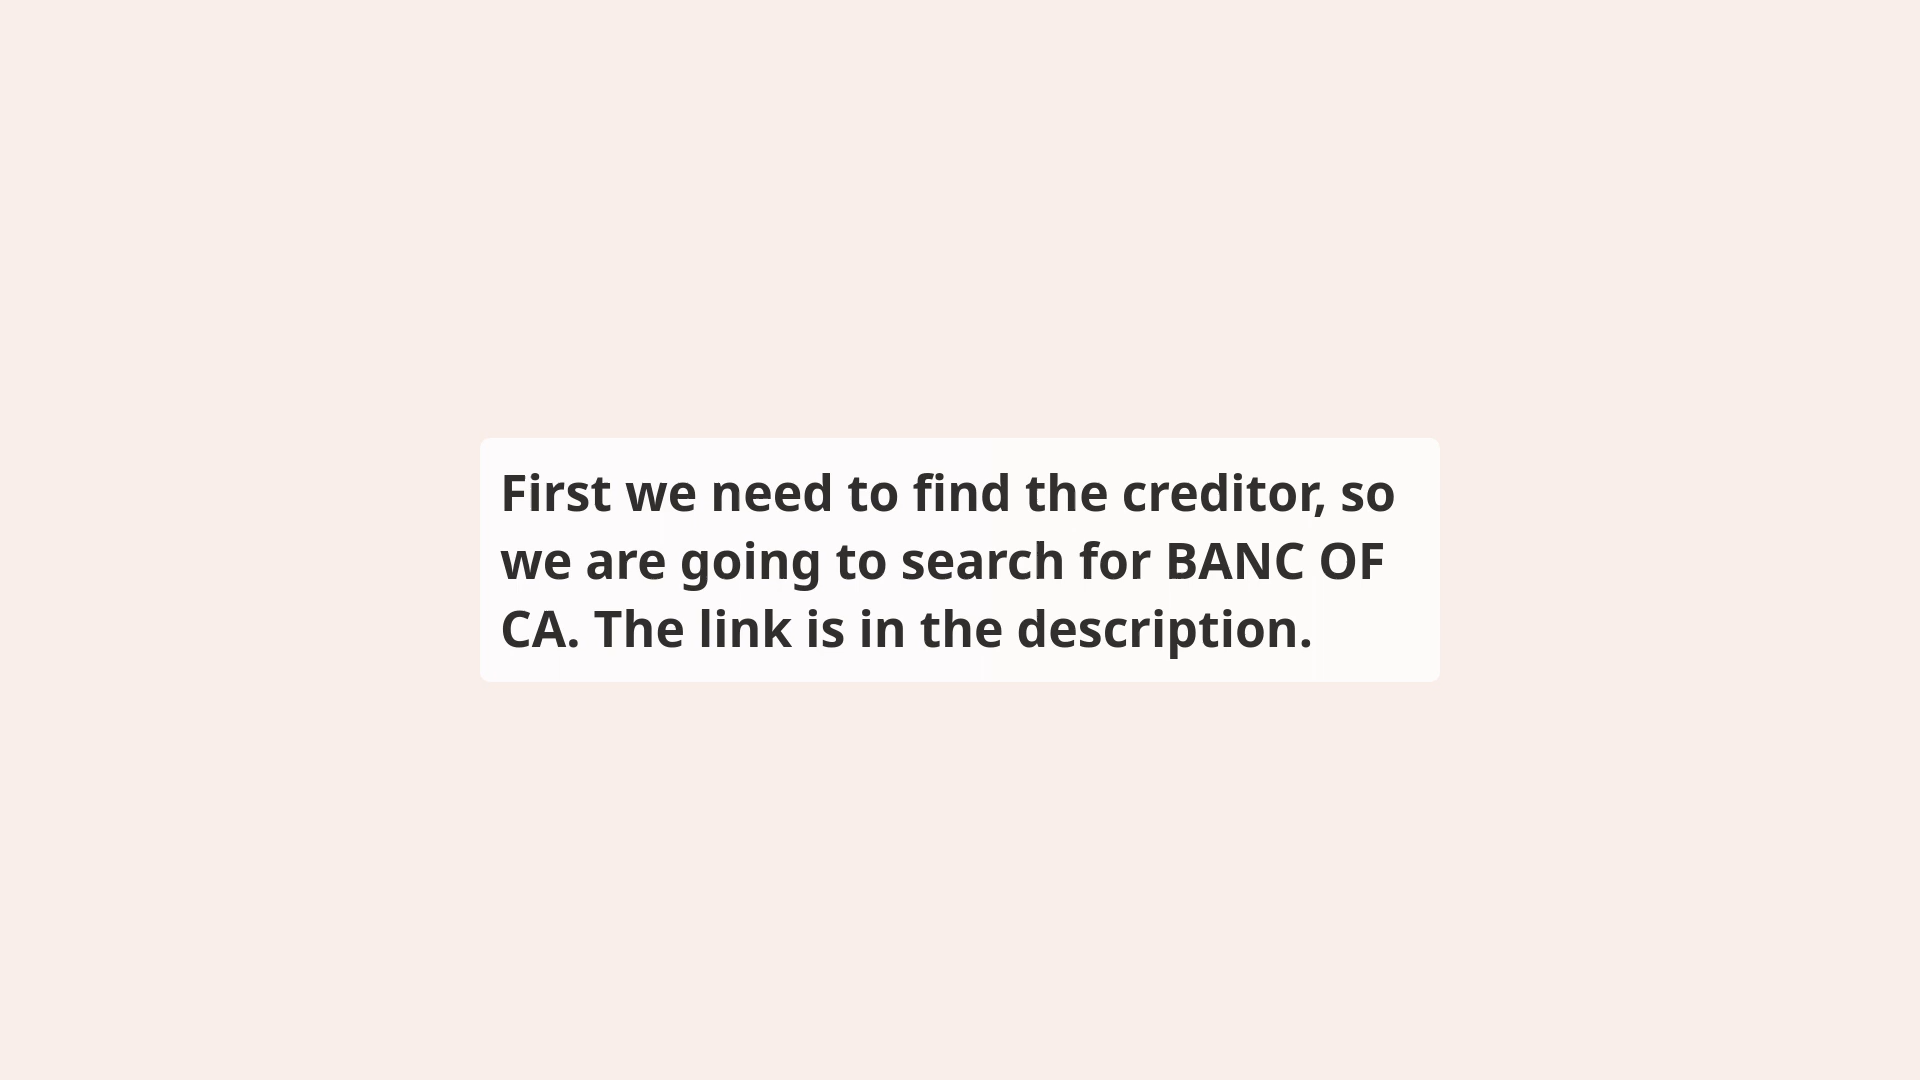 First we need to find the creditor, so
we are going to search for BANC OF
CA. The link is in the description.